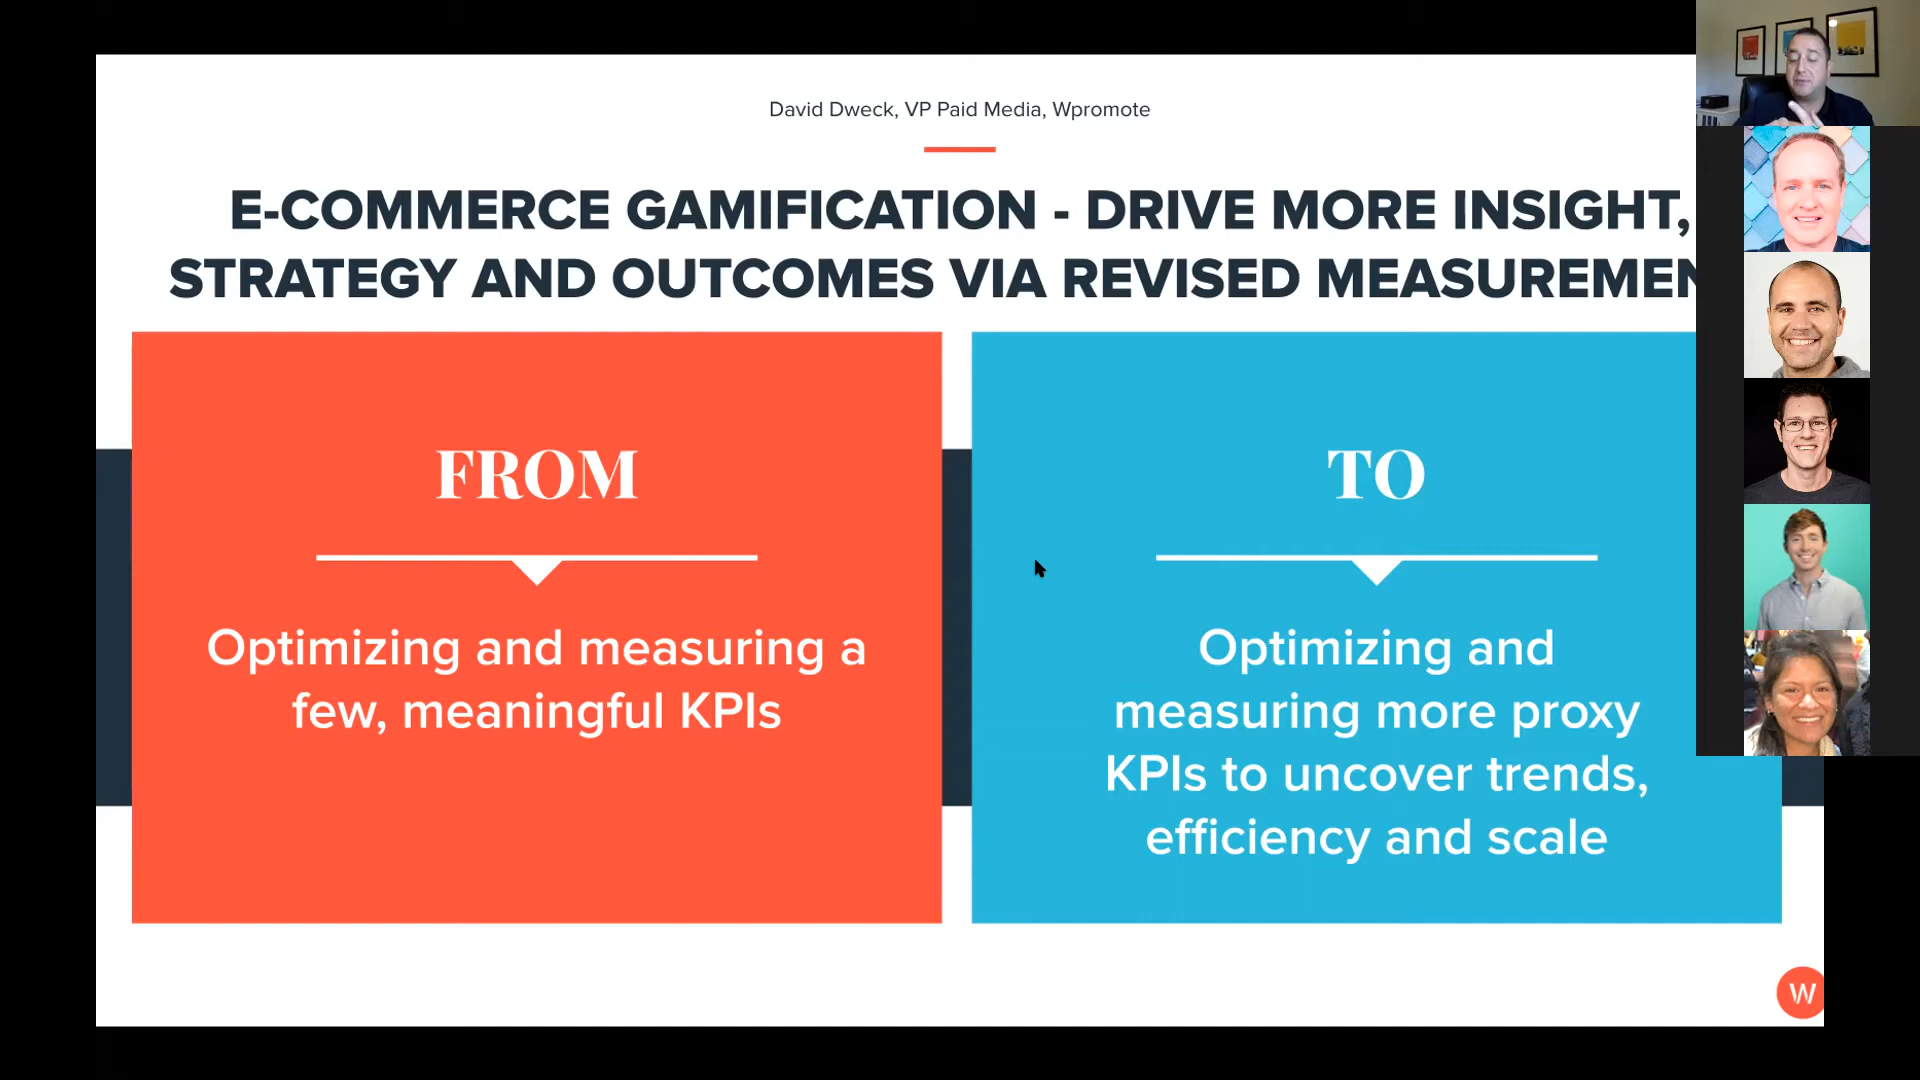 David Dweck, VP Paid Media, Wpromote
E-COMMERCE GAMIFICATION - DRIVE MORE INSIGHT,
STRATEGY AND OUTCOMES VIA REVISED
FROM
Optimizing and measuring a
few, meaningful KPIs
TO
Optimizing and
measuring more proxy
KPIs to uncover trends,
efficiency and scale
W